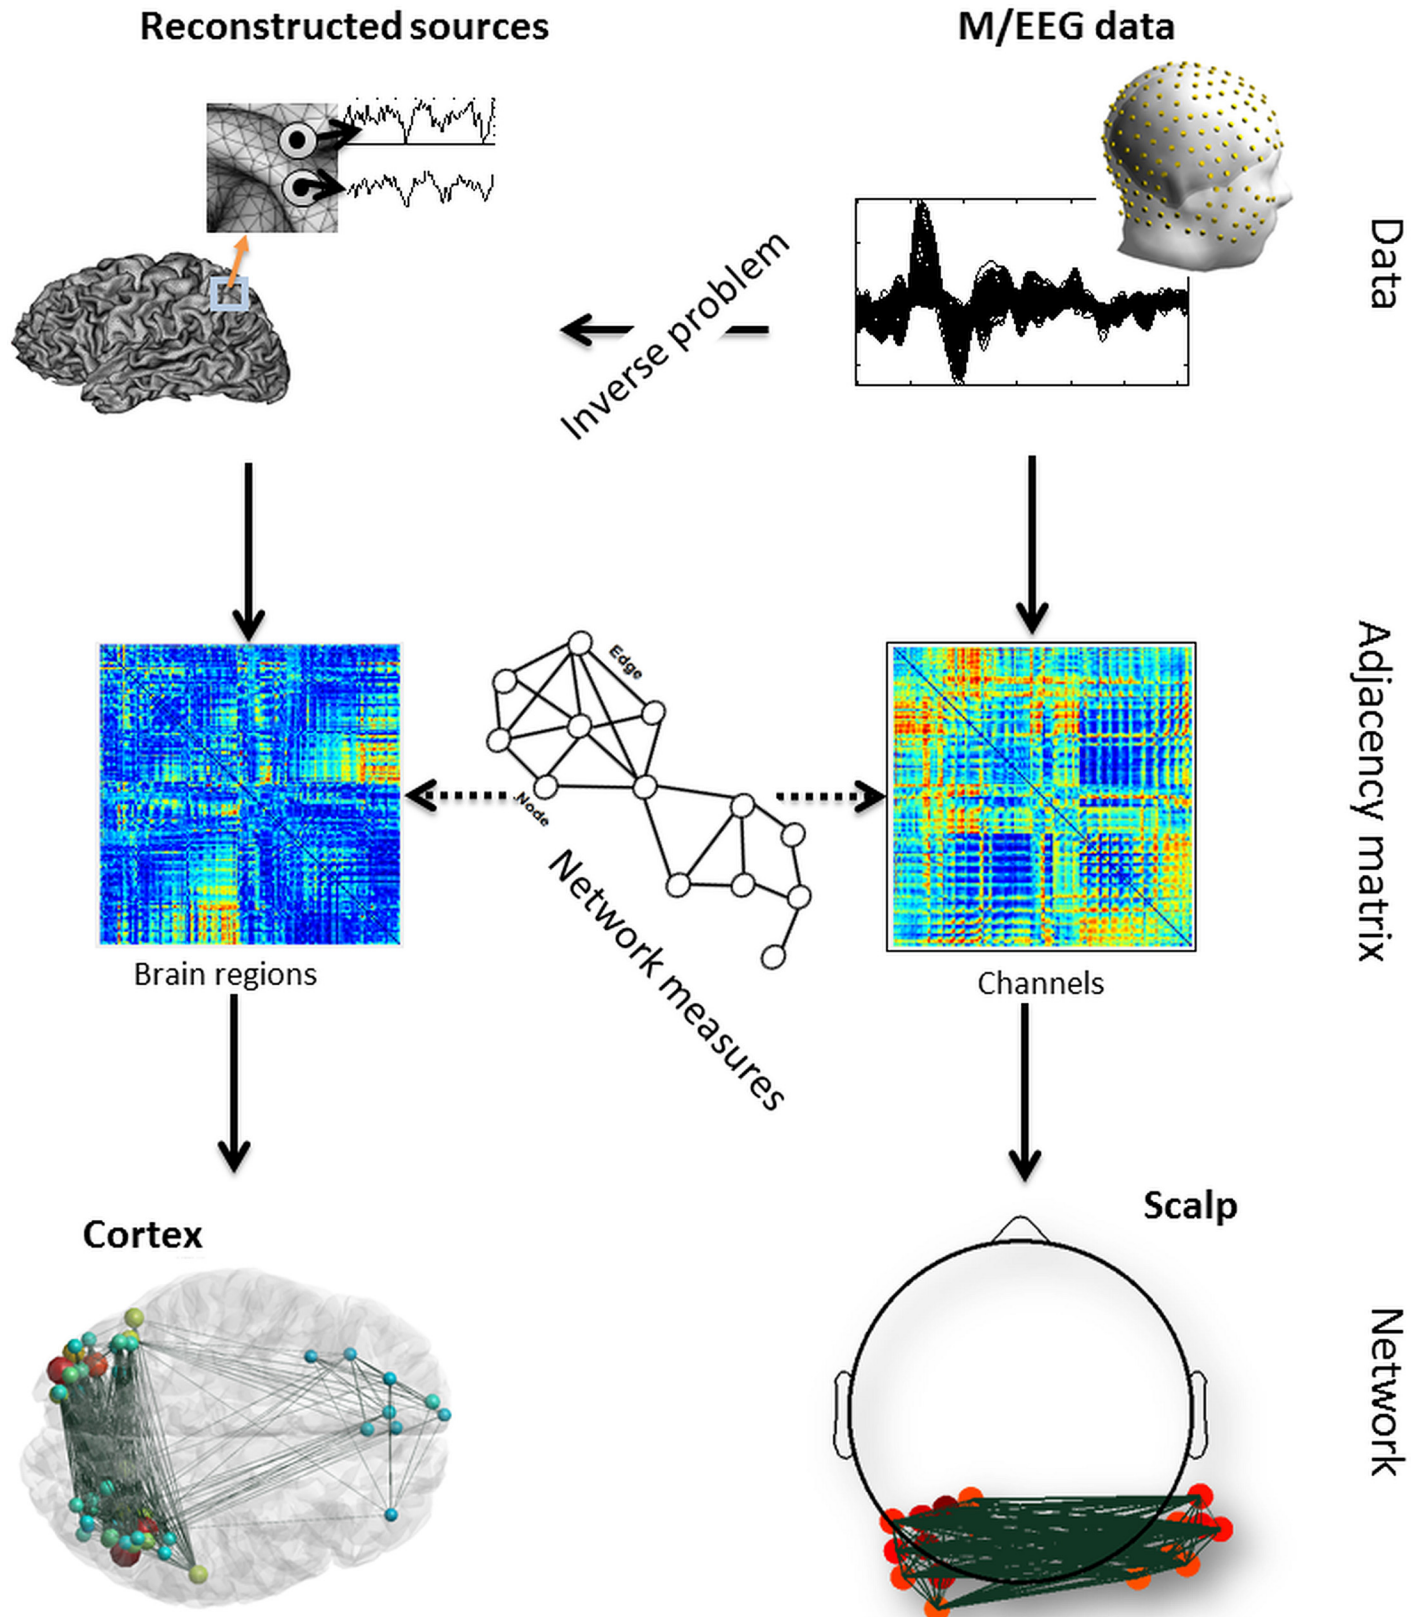 Reconstructed sources
M/EEG data
Data
Inverse problem
Edge
Node
Adjacency matrix
Network measures
Brain regions
Channels
Cortex
Scalp
Network